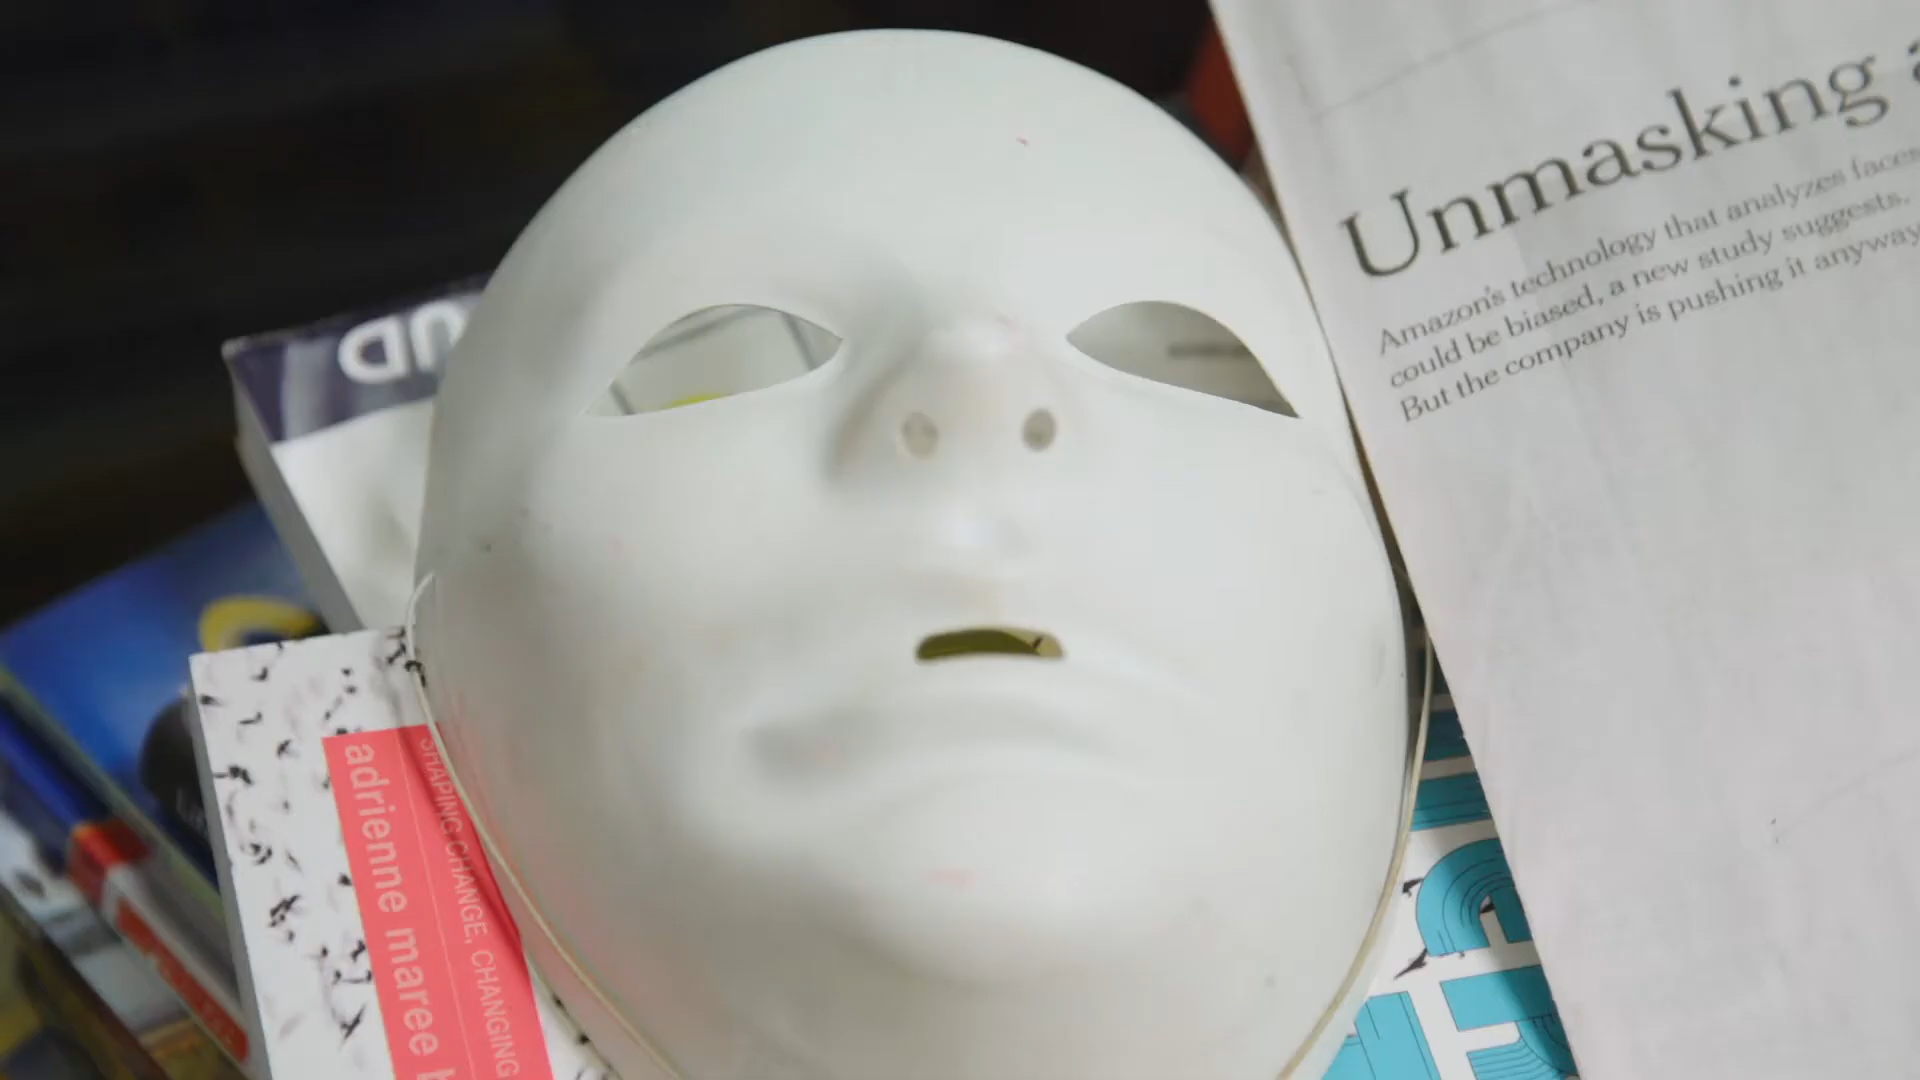 Unmasking
Amazon's technology that analyzes faces
could be biased, a new study suggests.
But the company is pushing it anyway
SHAPING CHANGE, CHANGING
adrienne maree